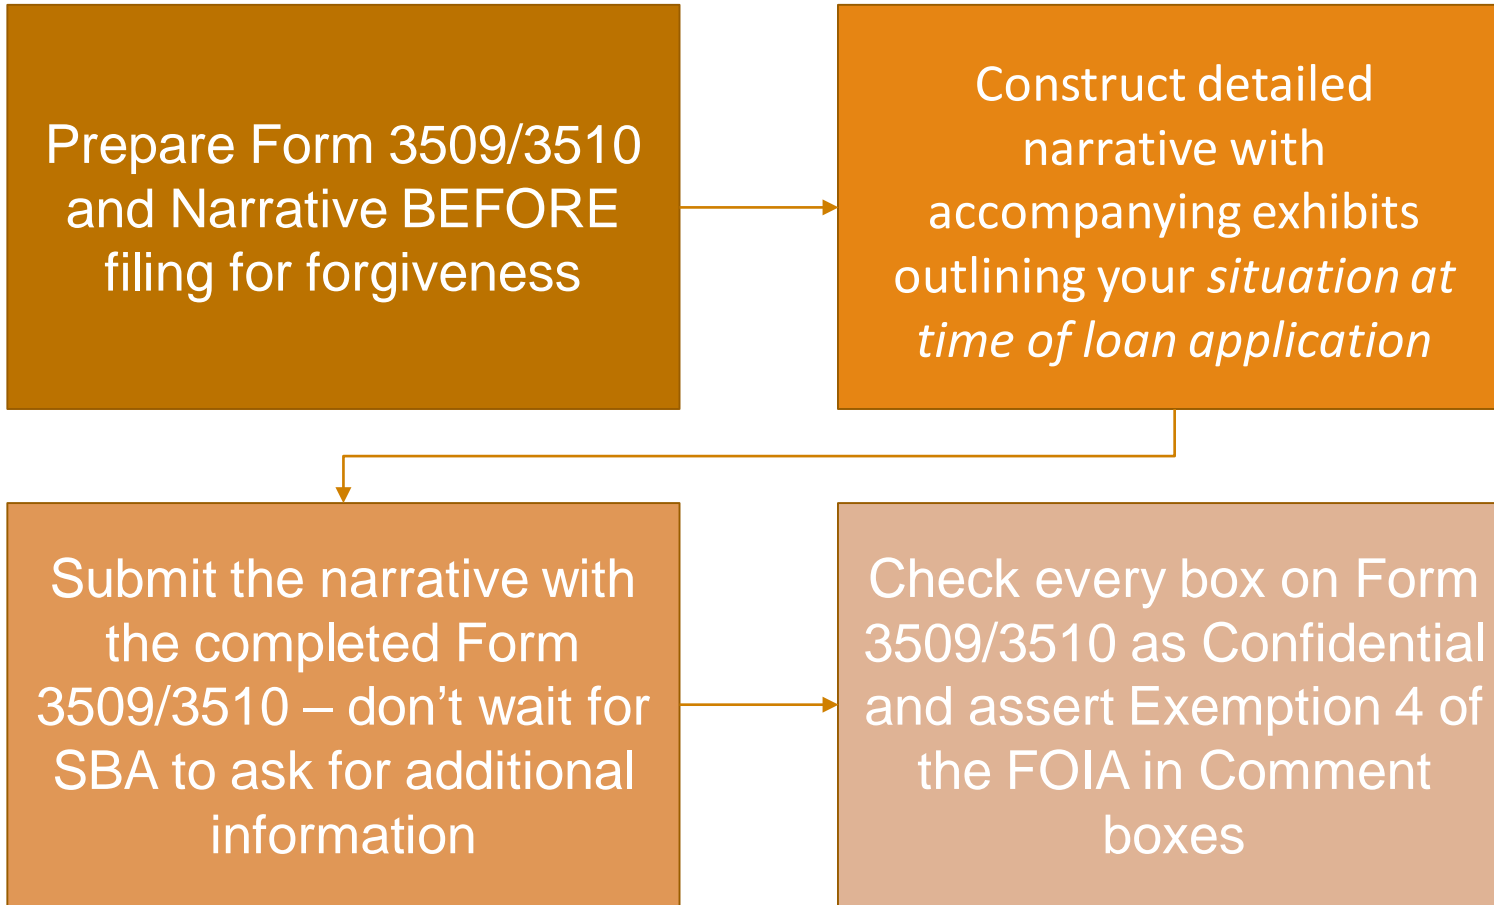 Prepare Form 3509/3510
and Narrative BEFORE
filing for forgiveness
Construct detailed
narrative with
accompanying exhibits
outlining your situation at
time of loan application
Submit the narrative with
the completed Form
3509/3510 – don’t wait for
SBA to ask for additional
information
Check every box on Form
3509/3510 as Confidential
and assert Exemption 4 of
the FOIA in Comment
boxes